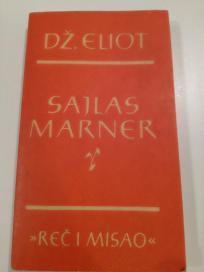 DŽ. ELIOT
SAJLAS
MARNER
»REČ I MISAO«